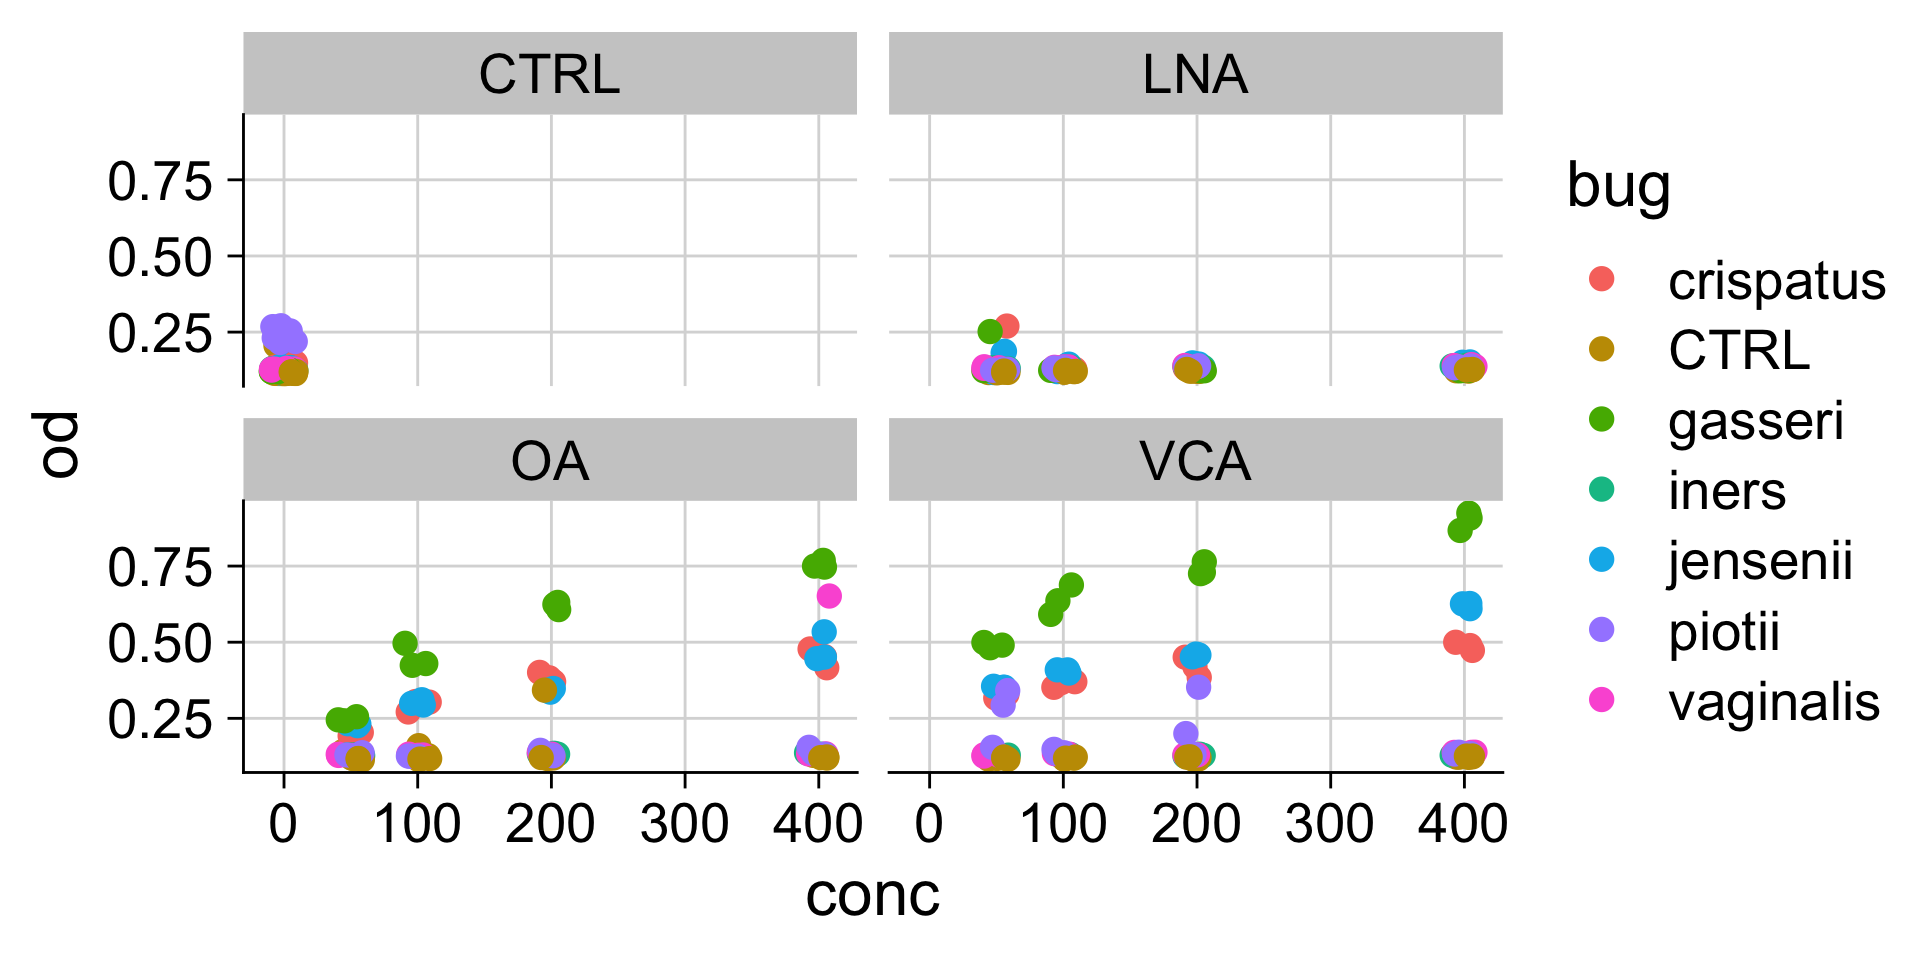 CTRL
LNA
0.75
0.50
0.25
OA
VCA
0.75
0.50
0.25
0 100 200 300 400
0 100 200 300 400
conc
od
bug
crispatus
CTRL
gasseri
iners
jensenii
piotii
vaginalis